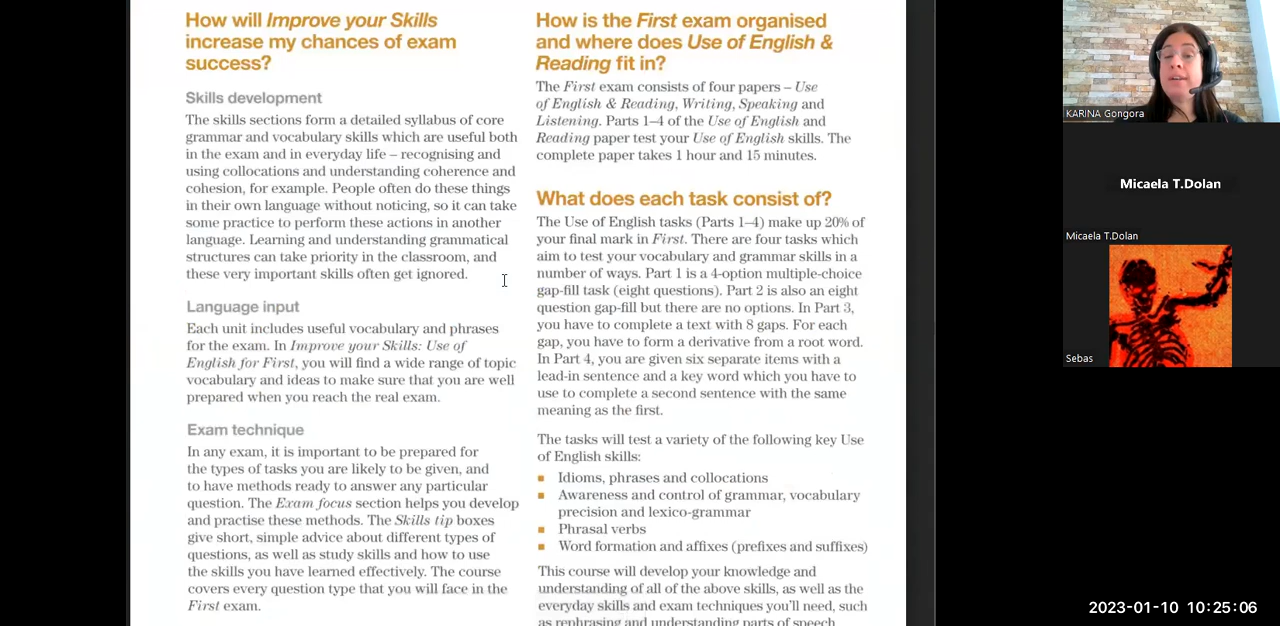 How will Improve your Skills
increase my chances of exam
success?
Skills development
The skills sections form a detailed syllabus of core
grammar and vocabulary skills which are useful both
in the exam and in everyday life – recognising and
using collocations and understanding coherence and
cohesion, for example. People often do these things
in their own language without noticing, so it can take
some practice to perform these actions in another
language. Learning and understanding grammatical
structures can take priority in the classroom, and
these very important skills often get ignored.
Language input
Each unit includes useful vocabulary and phrases
for the exam. In Improve your Skills: Use of
English for First, you will find a wide range of topic
vocabulary and ideas to make sure that you are well
prepared when you reach the real exam.
Exam technique
In any exam, it is important to be prepared for
the types of tasks you are likely to be given, and
to have methods ready to answer any particular
question. The Exam focus section helps you develop
and practise these methods. The Skills tip boxes
give short, simple advice about different types of
questions, as well as study skills and how to use
the skills you have learned effectively. The course
covers every question type that you will face in the
First exam.
How is the First exam organised
and where does Use of English &
Reading fit in?
The First exam consists of four papers – Use
of English & Reading, Writing, Speaking and
Listening. Parts 1–4 of the Use of English and
Reading paper test your Use of English skills. The
complete paper takes 1 hour and 15 minutes.
What does each task consist of?
The Use of English tasks (Parts 1–4) make up 20% of
your final mark in First. There are four tasks which
aim to test your vocabulary and grammar skills in a
number of ways. Part 1 is a 4-option multiple-choice
gap-fill task (eight questions). Part 2 is also an eight
question gap-fill but there are no options. In Part 3,
you have to complete a text with 8 gaps. For each
gap, you have to form a derivative from a root word.
In Part 4, you are given six separate items with a
lead-in sentence and a key word which you have to
use to complete a second sentence with the same
meaning as the first.
The tasks will test a variety of the following key Use
of English skills:
Idioms, phrases and collocations
Awareness and control of grammar, vocabulary
precision and lexico-grammar
Phrasal verbs
Word formation and affixes (prefixes and suffixes)
This course will develop your knowledge and
understanding of all of the above skills, as well as the
everyday skills and exam techniques you'll need, such
as rephrasing and understanding parts of speech
KARINA Gongora
Micaela T.Dolan
Micaela T.Dolan
Sebas
2023-01-10 10:25:06